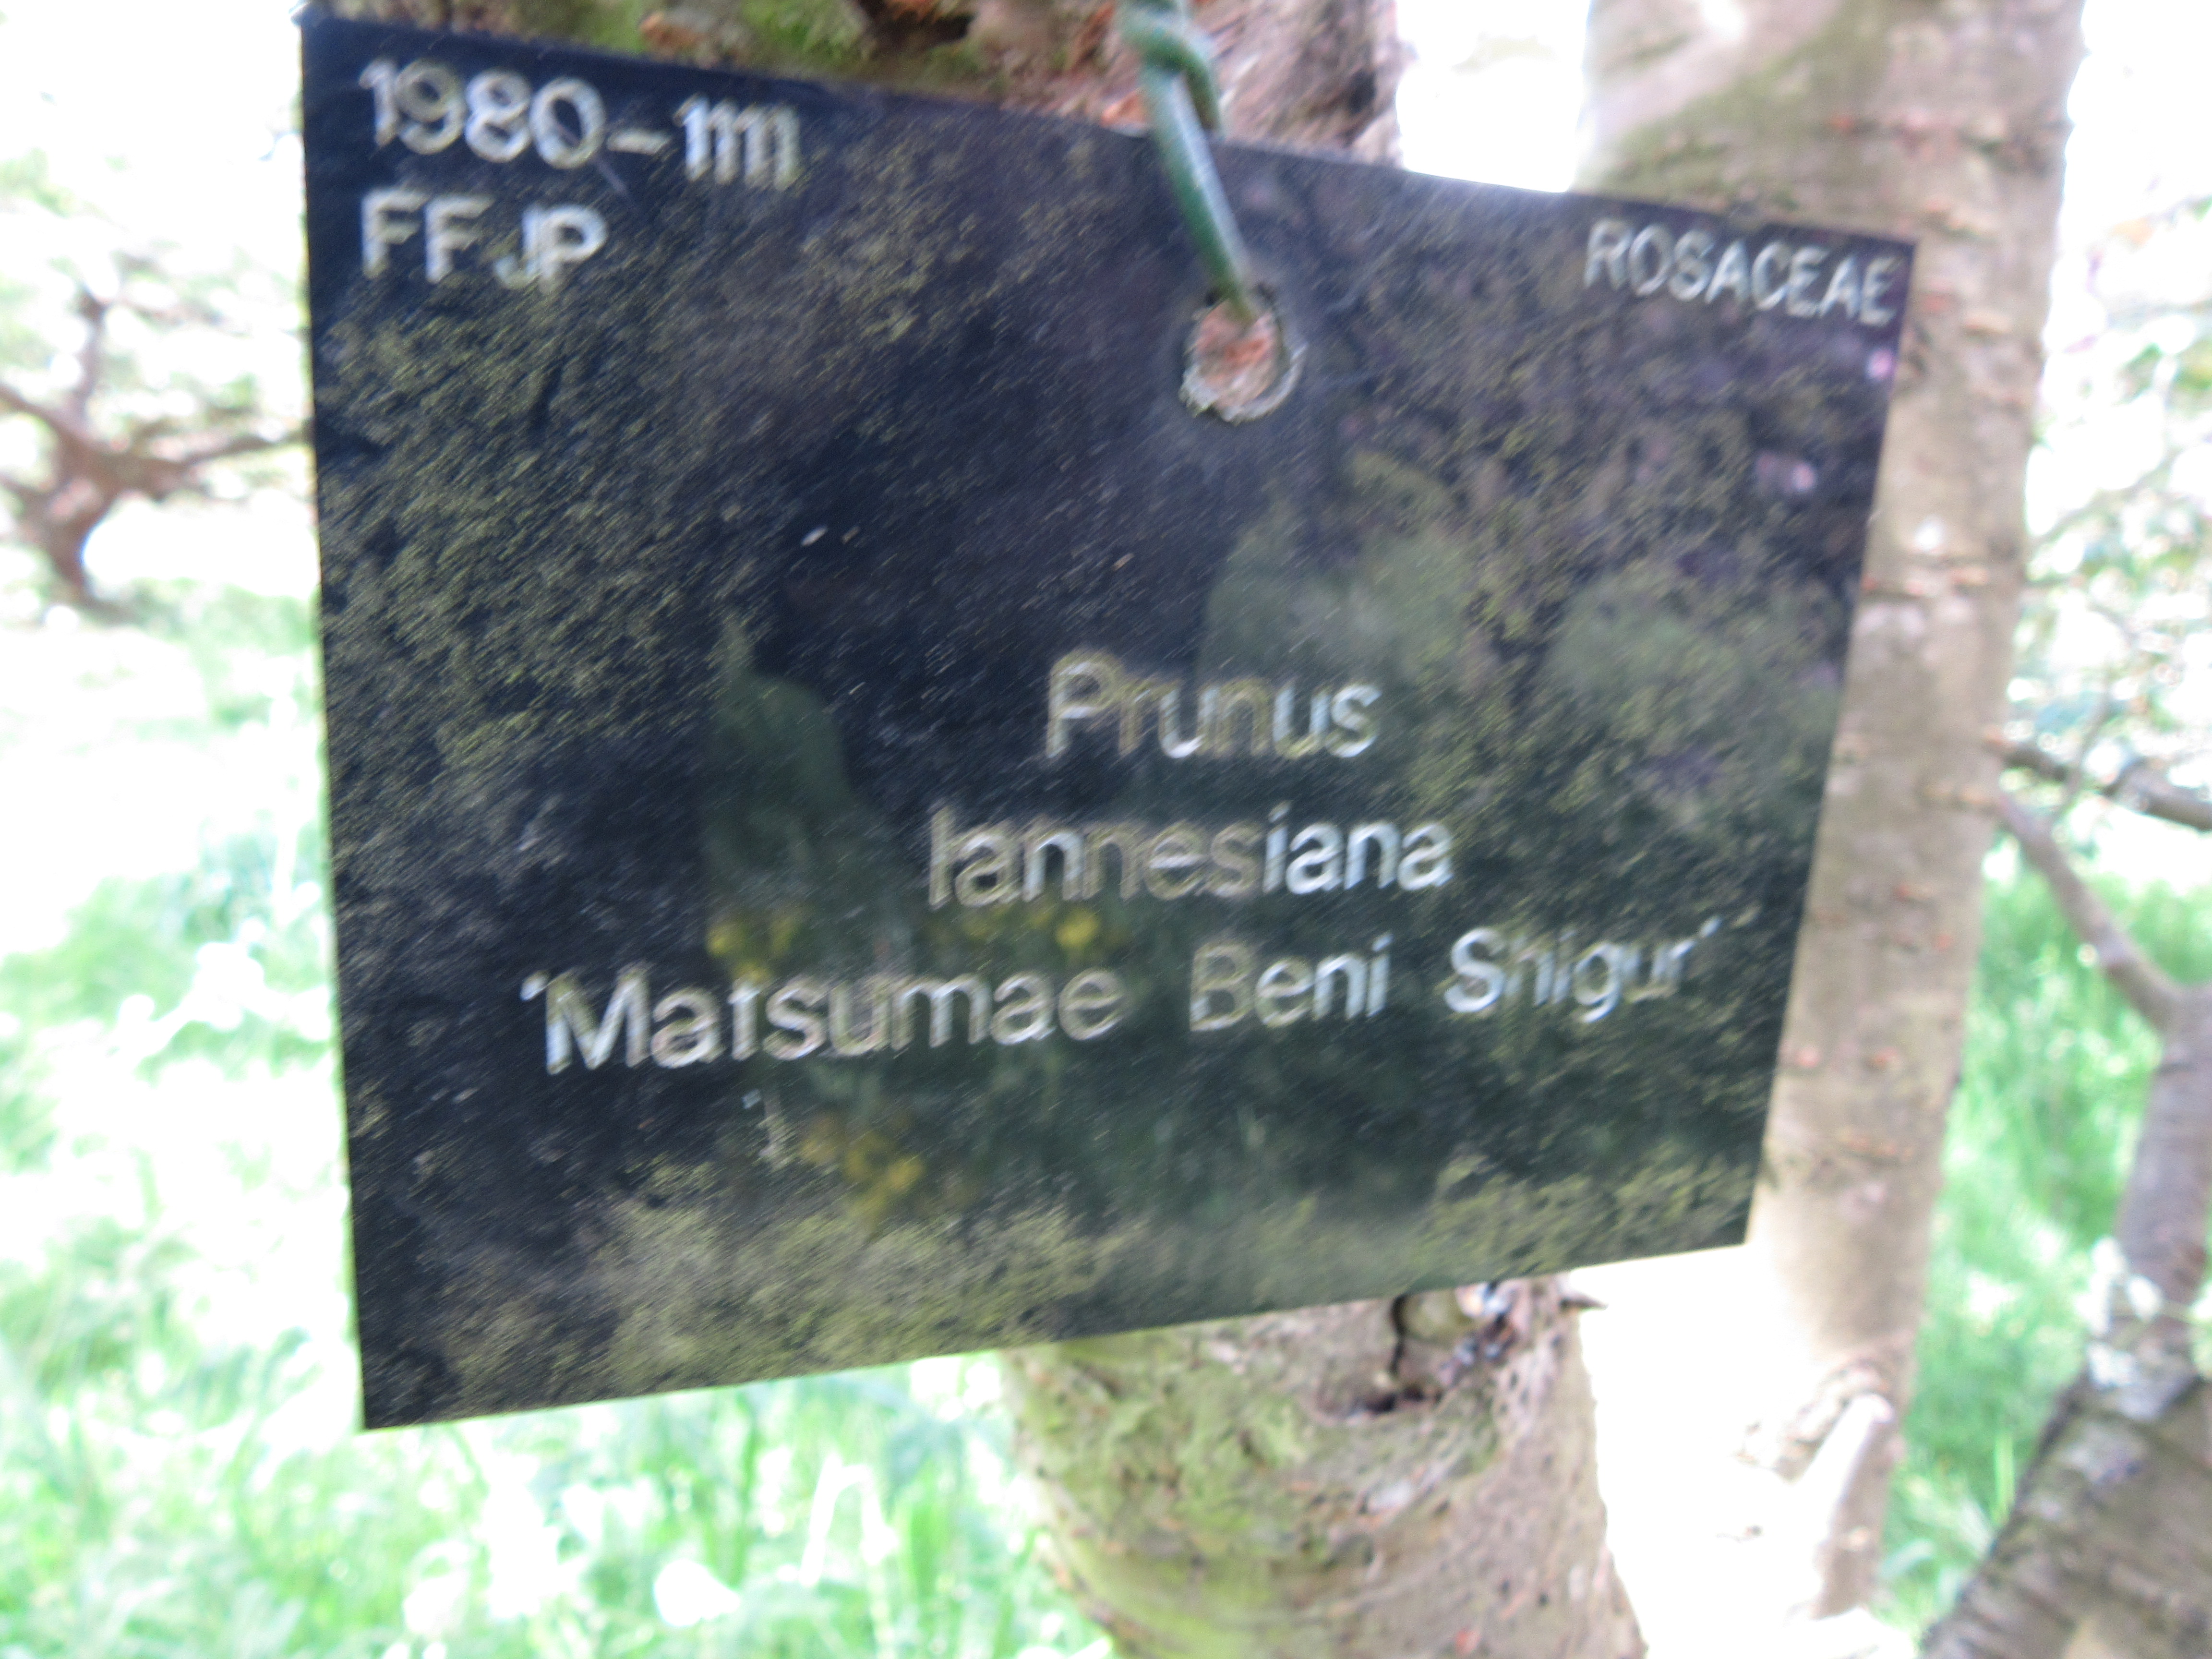 1980-1111
FFJP
ROSACEAE
Prunus
lannesiana
'Matsumae Beni Shigur'